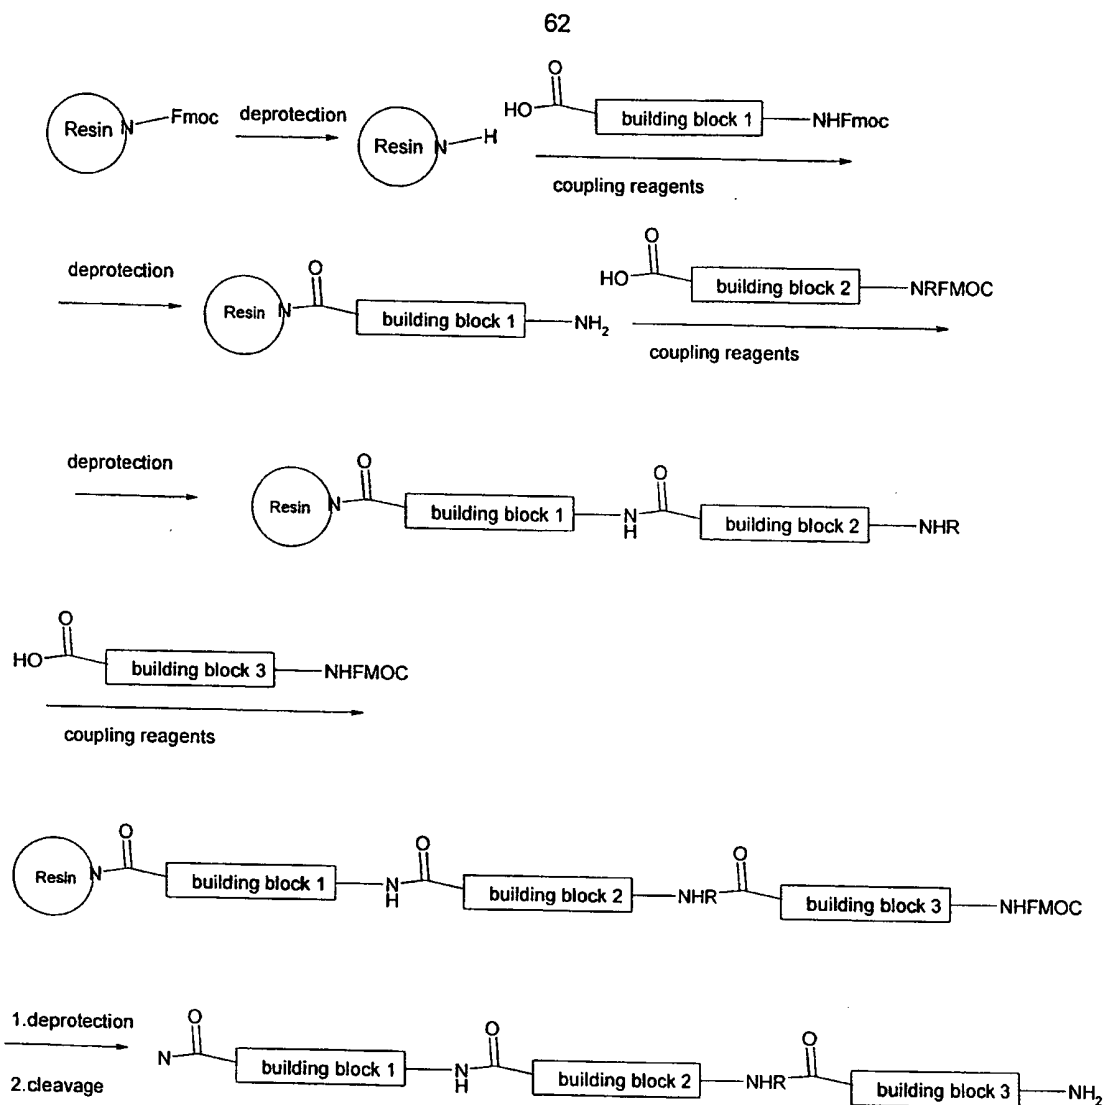 62
Resin N Fmoc deprotection Resin N H HO O building block 1 NHFmoc
coupling reagents
deprotection Resin N O building block 1 NH2 HO O building block 2 NRFMOC
coupling reagents
deprotection Resin N O building block 1 N H O building block 2 NHR
HO O building block 3 NHFMOC
coupling reagents
Resin N O building block 1 N H O building block 2 NHR O building block 3 NHFMOC
1.deprotection
2.cleavage
N O building block 1 N H O building block 2 NHR O building block 3 NH2